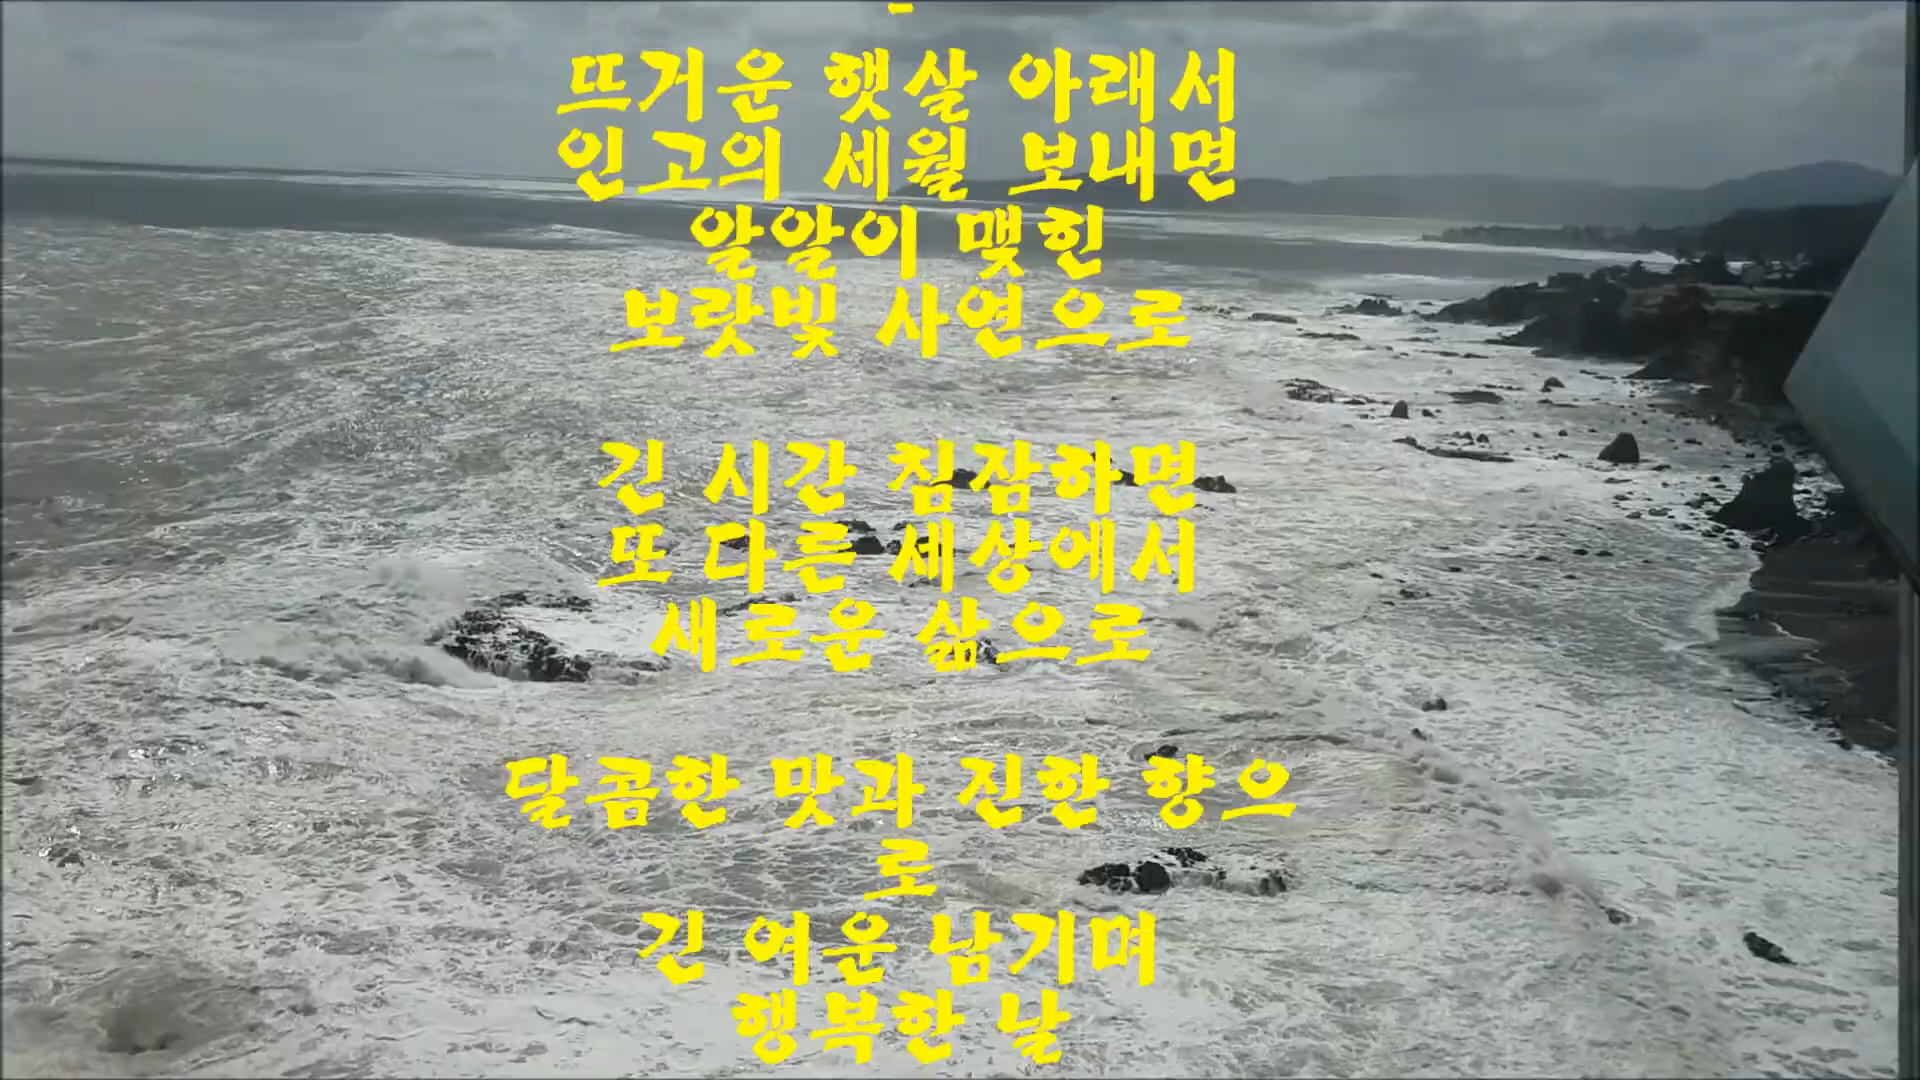 뜨거운 햇살 아래서
인고의 세월 보내면
알알이 맺힌
보랏빛 사연으로
긴 시간 침잠하면
또 다른 세상에서
새로운 삶으로
달콤한 맛과 진한 향으
로
긴 여운 남기며
행복한 날